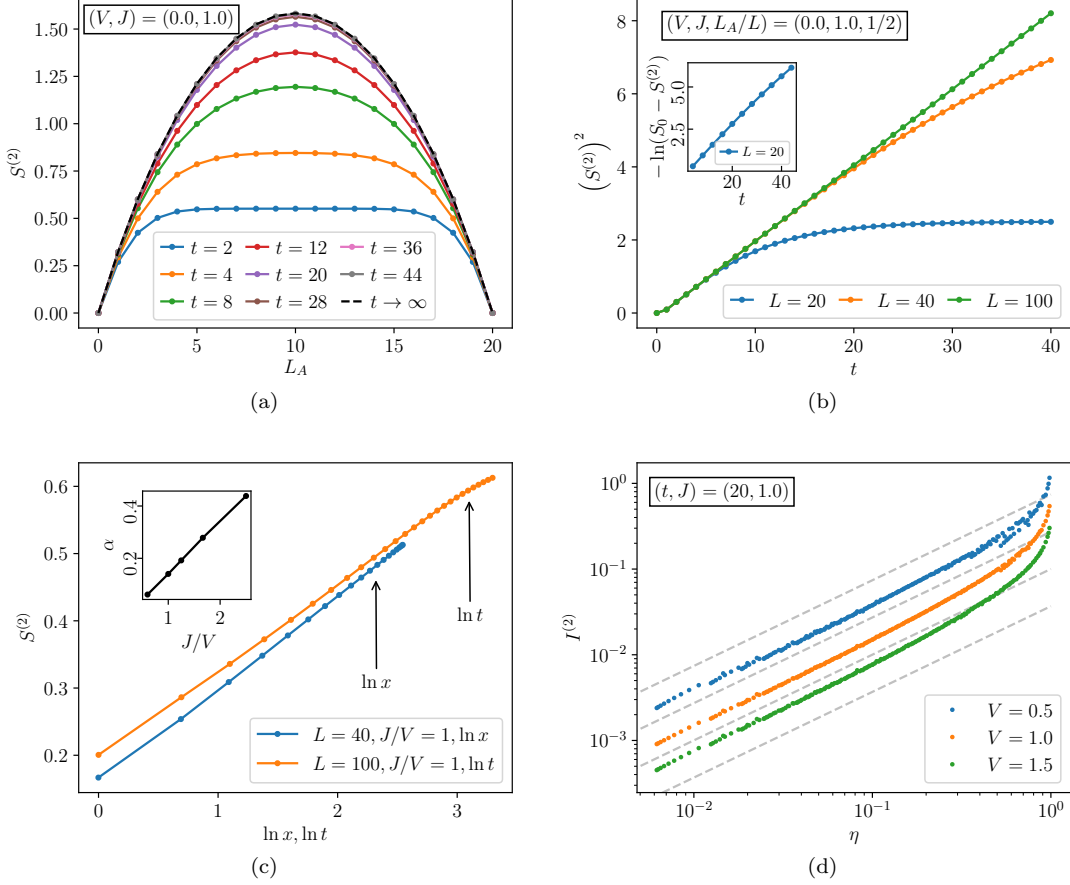 (V, J) = (0.0, 1.0)
S^{(2)}
1.50
1.25
1.00
0.75
0.50
0.25
0.00
t = 2
t = 4
t = 8
t = 12
t = 20
t = 28
t = 36
t = 44
t → ∞
0 5 10 15 20
L_A
(a)
(V, J, L_A/L) = (0.0, 1.0, 1/2)
(S^{(2)})^2
8
6
4
2
0
− ln(S_0 − S^{(2)})
5.0
2.5
L = 20
20 40
t
L = 20
L = 40
L = 100
0 10 20 30 40
t
(b)
S^{(2)}
0.6
0.5
0.4
0.3
0.2
α
0.4
0.2
1 2
J/V
ln t
ln x
L = 40, J/V = 1, ln x
L = 100, J/V = 1, ln t
0 1 2 3
ln x, ln t
(c)
(t, J) = (20, 1.0)
I^{(2)}
10^0
10^{−1}
10^{−2}
10^{−3}
V = 0.5
V = 1.0
V = 1.5
10^{−2} 10^{−1} 10^0
η
(d)